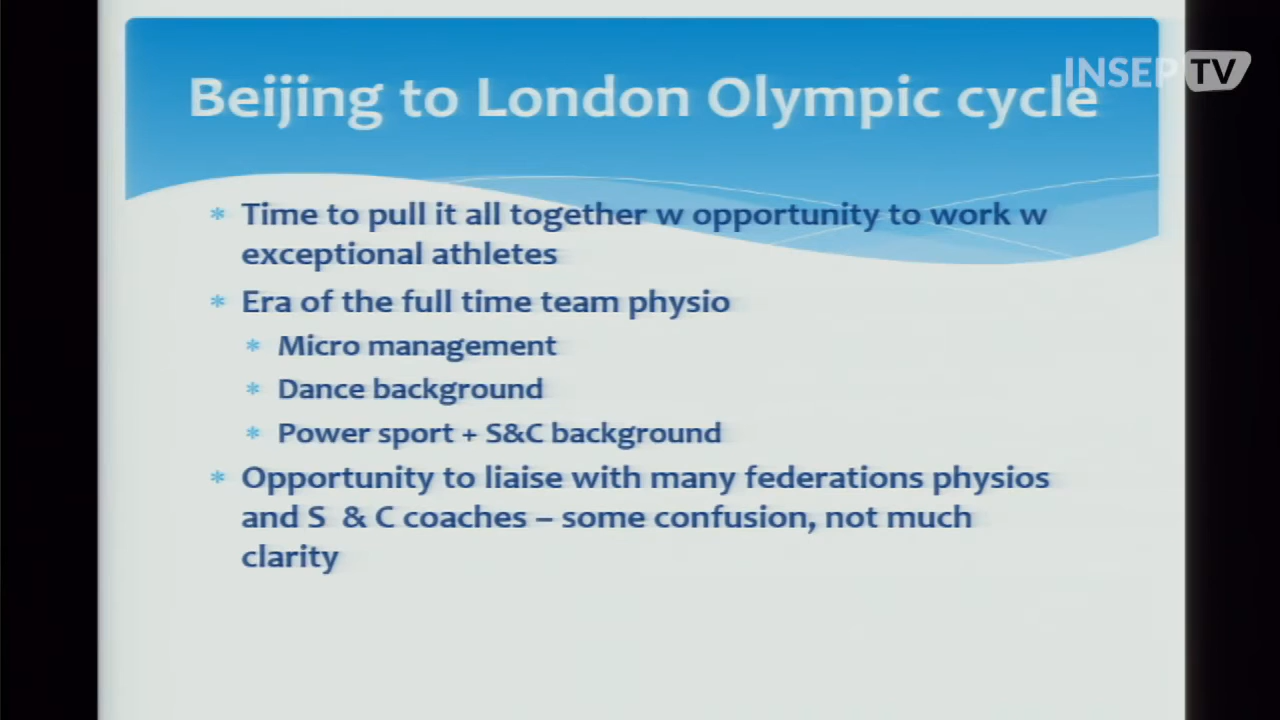 INSEP TV
Beijing to London Olympic cycle
* Time to pull it all together w opportunity to work w
exceptional athletes
* Era of the full time team physio
* Micro management
* Dance background
* Power sport + S&C background
* Opportunity to liaise with many federations physios
and S & C coaches – some confusion, not much
clarity